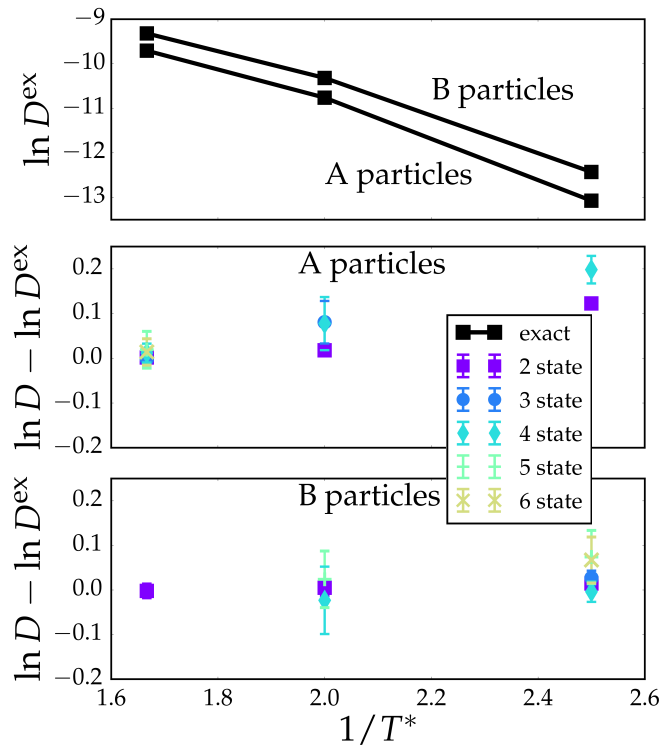 −9
−10
−11
−12
−13
ln D^ex
B particles
A particles
0.2
0.1
0.0
−0.1
−0.2
ln D − ln D^ex
A particles
exact
2 state
3 state
4 state
5 state
6 state
0.2
0.1
0.0
−0.1
−0.2
ln D − ln D^ex
B particles
1.6 1.8 2.0 2.2 2.4 2.6
1/T*